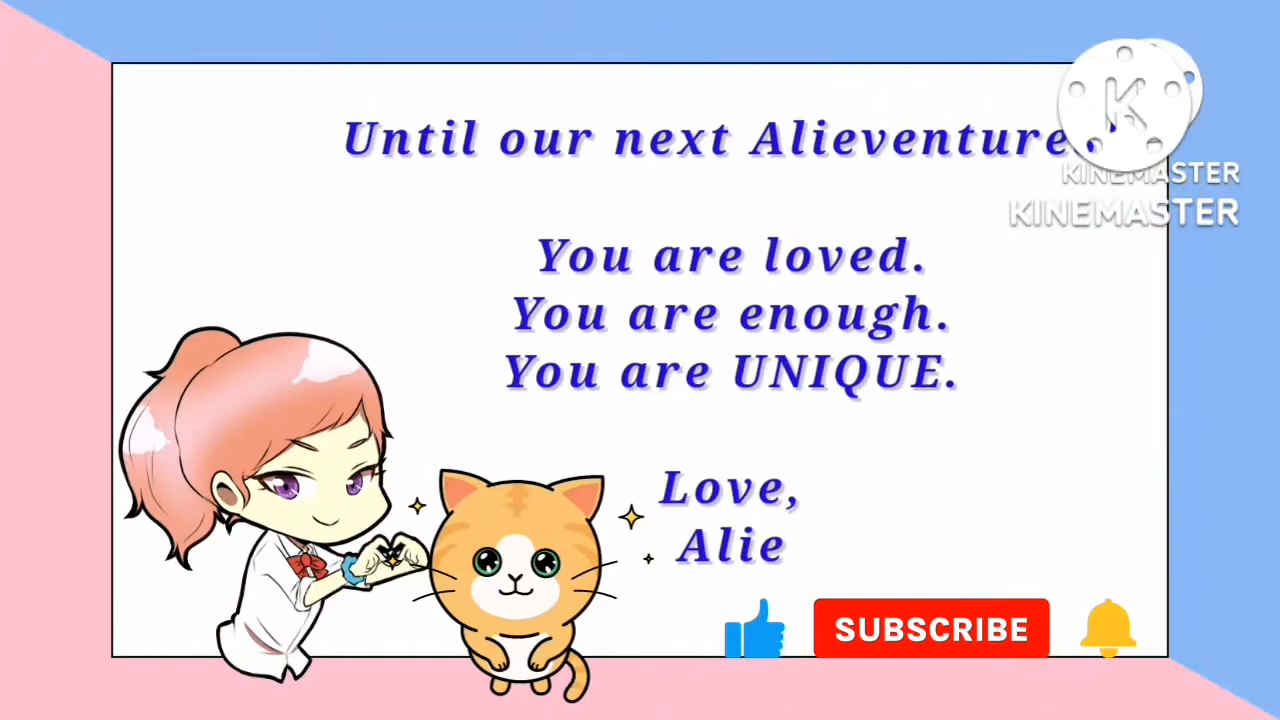 Until our next Alieventure
KINEMASTER
KINEMASTER
You are loved.
You are enough.
You are UNIQUE.
Love,
Alie
SUBSCRIBE